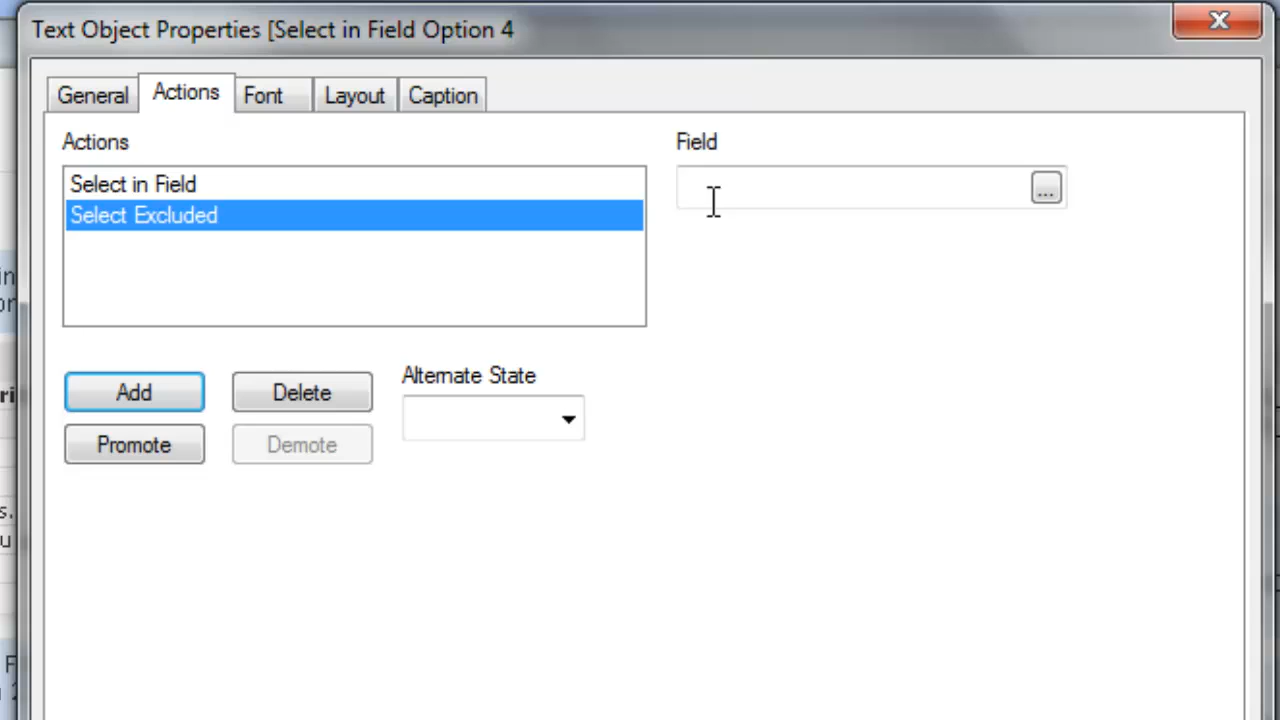 Text Object Properties [Select in Field Option 4
General Actions Font Layout Caption
Actions Field
Select in Field
...
Select Excluded
Add Delete Alternate State
Promote Demote